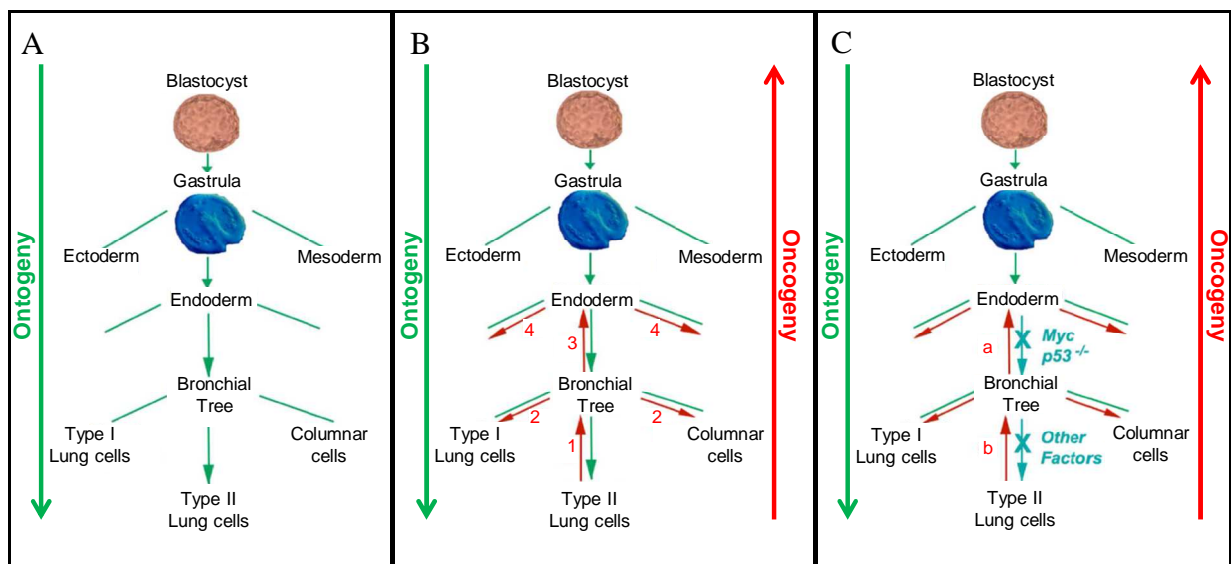 A
Ontogeny
Blastocyst
Gastrula
Ectoderm
Mesoderm
Endoderm
Bronchial
Tree
Type I
Lung cells
Columnar
cells
Type II
Lung cells
B
Ontogeny
Oncogeny
Blastocyst
Gastrula
Ectoderm
Mesoderm
Endoderm
4
4
3
Bronchial
Tree
2
2
Type I
Lung cells
Columnar
cells
1
Type II
Lung cells
C
Ontogeny
Oncogeny
Blastocyst
Gastrula
Ectoderm
Mesoderm
Endoderm
a
X
Myc
p53-/-
Bronchial
Tree
Type I
Lung cells
Columnar
cells
b
X
Other
Factors
Type II
Lung cells